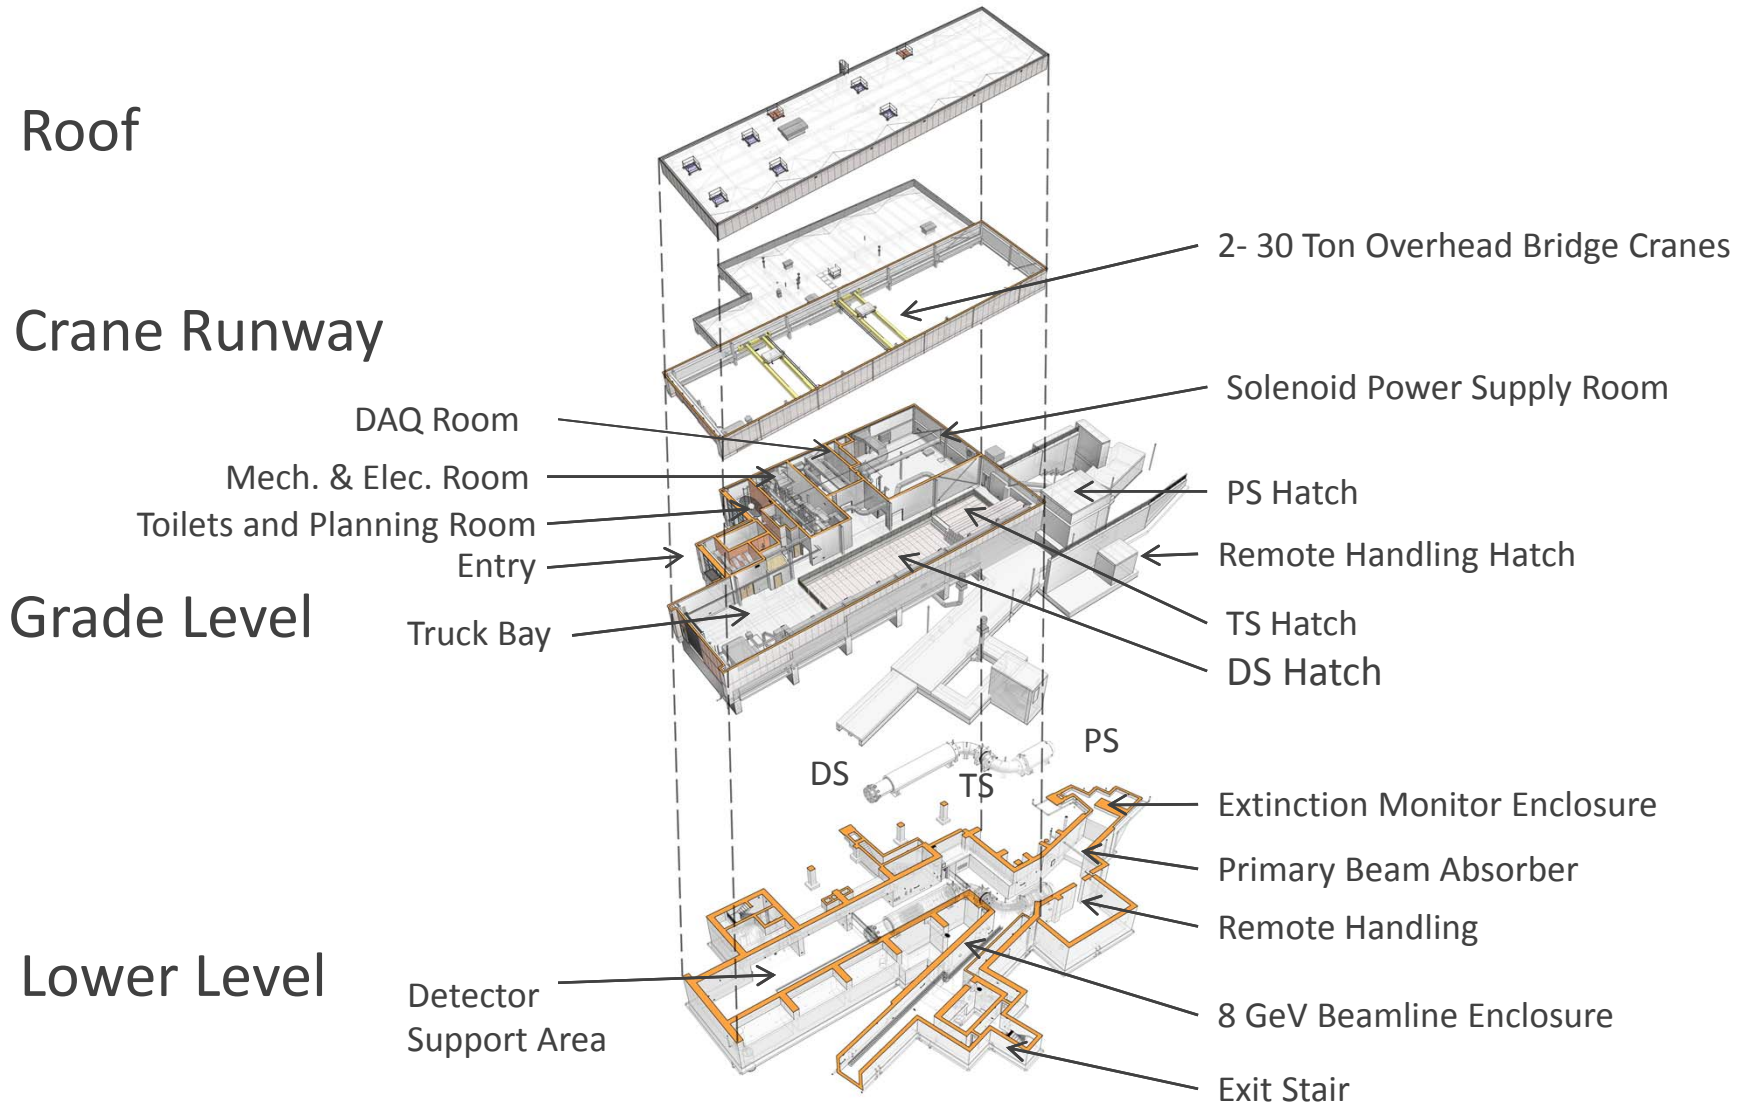 Roof
2- 30 Ton Overhead Bridge Cranes
Crane Runway
Solenoid Power Supply Room
DAQ Room
Mech. & Elec. Room
PS Hatch
Toilets and Planning Room
Remote Handling Hatch
Entry
Grade Level
Truck Bay
TS Hatch
DS Hatch
PS
DS
TS
Extinction Monitor Enclosure
Primary Beam Absorber
Remote Handling
Lower Level
Detector
Support Area
8 GeV Beamline Enclosure
Exit Stair